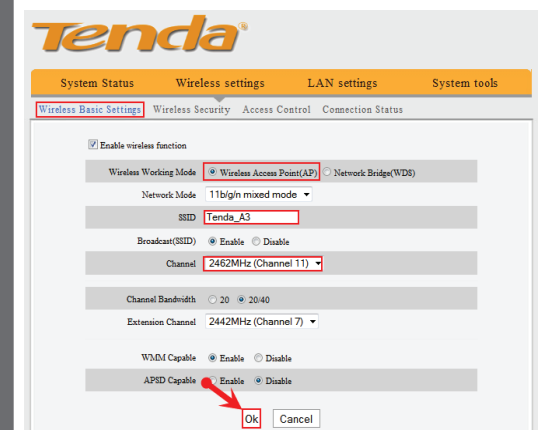 Tenda®
System Status Wireless settings LAN settings System tools
Wireless Basic Settings Wireless Security Access Control Connection Status
Enable wireless function
Wireless Working Mode Wireless Access Point(AP) Network Bridge(WDS)
Network Mode 11b/g/n mixed mode
SSID Tenda_A3
Broadcast(SSID) Enable Disable
Channel 2462MHz (Channel 11)
Channel Bandwidth 20 20/40
Extension Channel 2442MHz (Channel 7)
WMM Capable Enable Disable
APSD Capable Enable Disable
Ok Cancel